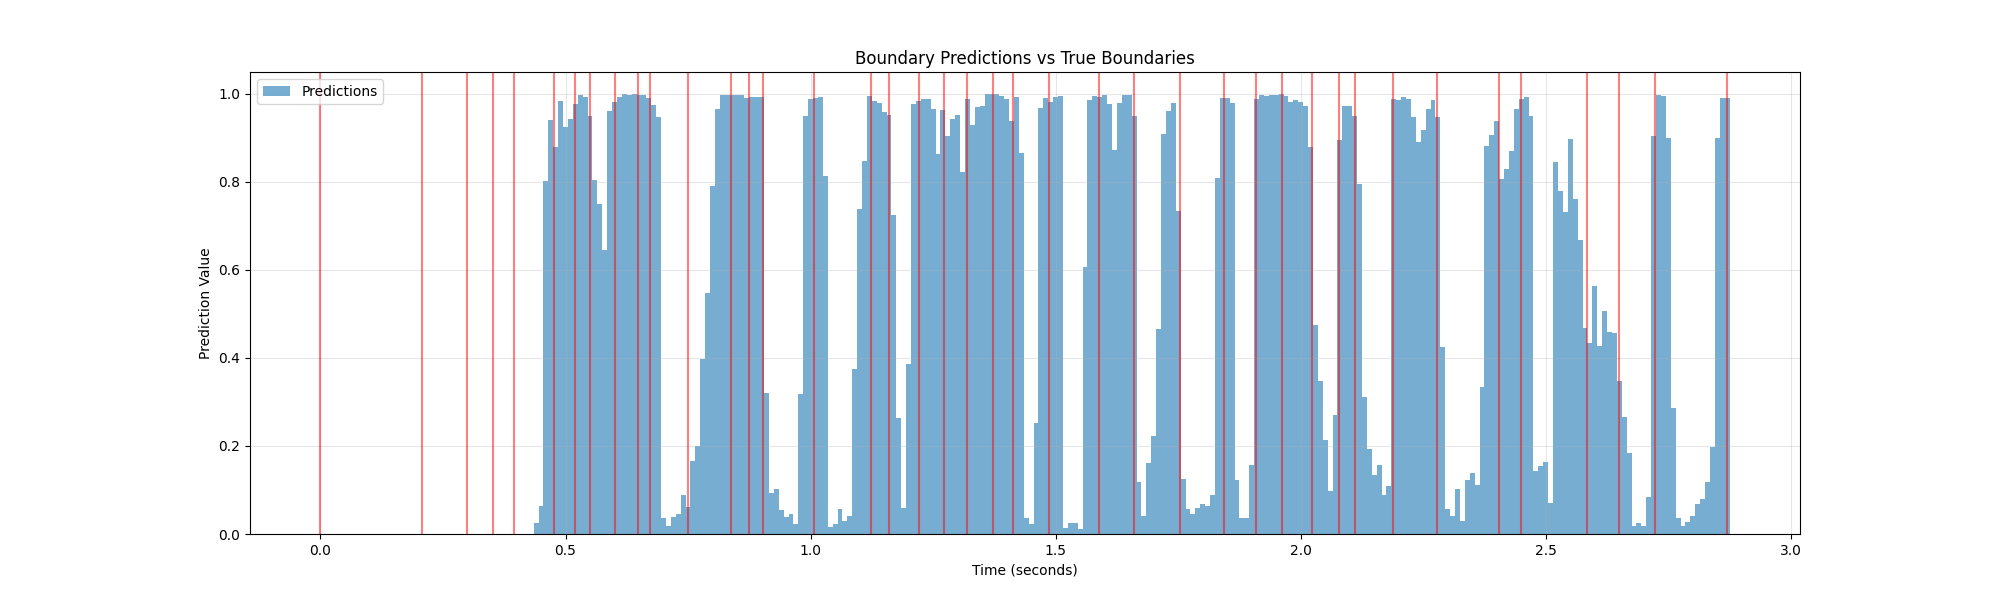 Boundary Predictions vs True Boundaries
Predictions
Prediction Value
1.0
0.8
0.6
0.4
0.2
0.0
0.0 0.5 1.0 1.5 2.0 2.5 3.0
Time (seconds)